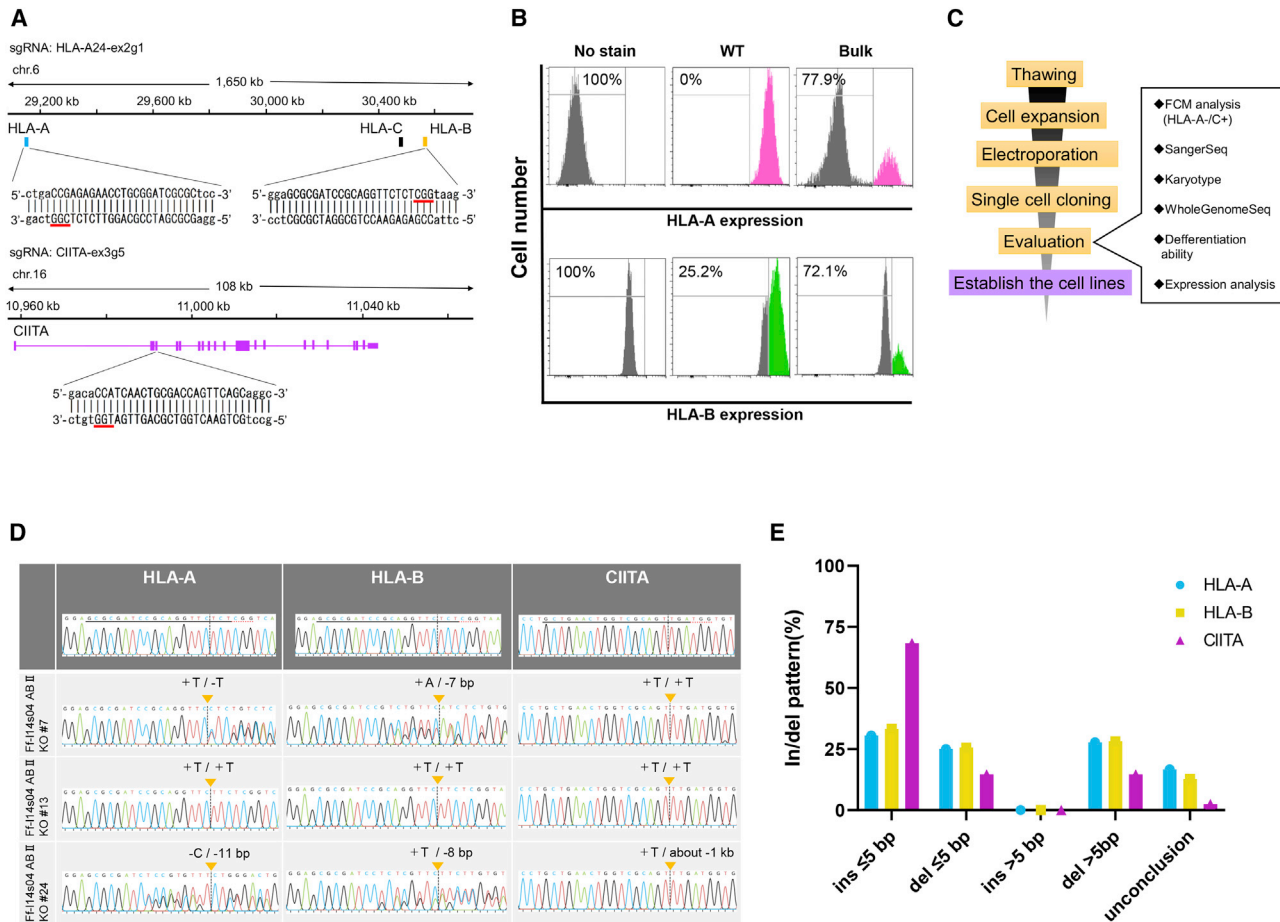 A
sgRNA: HLA-A24-ex2g1
chr.6
1,650 kb
29,200 kb 29,600 kb 30,000 kb 30,400 kb
HLA-A HLA-C HLA-B
5'-ctgaCCGAGAGAACCTGCGGATCGCGCtcc-3'
3'-gactGGCTCTCTTGGACGCCTAGCGCGagg-5'
5'-ggaGCGCGATCCGCAGGTTCTCTCGGtaag-3'
3'-cctCGCGCTAGGCGTCCAAGAGAGCCattc-5'
sgRNA: CIITA-ex3g5
chr.16
108 kb
10,960 kb 11,000 kb 11,040 kb
CIITA
5'-gacaCCATCAACTGCGACCAGTTCAGCaggc-3'
3'-ctgtGGTAGTTGACGCTGGTCAAGTCGtccg-5'
B
No stain WT Bulk
100% 0% 77.9%
HLA-A expression
100% 25.2% 72.1%
HLA-B expression
Cell number
C
Thawing
Cell expansion
Electroporation
Single cell cloning
Evaluation
Establish the cell lines
◆FCM analysis
(HLA-A-/C+)
◆SangerSeq
◆Karyotype
◆WholeGenomeSeq
◆Defferentiation
ability
◆Expression analysis
D
HLA-A HLA-B CIITA
GGAGCGCGATCCGCAGGTTCTCTCGGTCA
GGAGCGCGATCCGCAGGTTCTCTCGGTAA
CCTGCTGAACTGGTCGCAGTTGATGGTGT
Ff-I14s04 ABⅡ
KO #7
+T / -T
+A / -7 bp
+T / +T
Ff-I14s04 ABⅡ
KO #13
+T / +T
+T / +T
+T / +T
Ff-I14s04 ABⅡ
KO #24
-C / -11 bp
+T / -8 bp
+T / about -1 kb
E
In/del pattern(%)
100
75
50
25
0
HLA-A
HLA-B
CIITA
ins ≤5 bp
del ≤5 bp
ins >5 bp
del >5bp
unconclusion